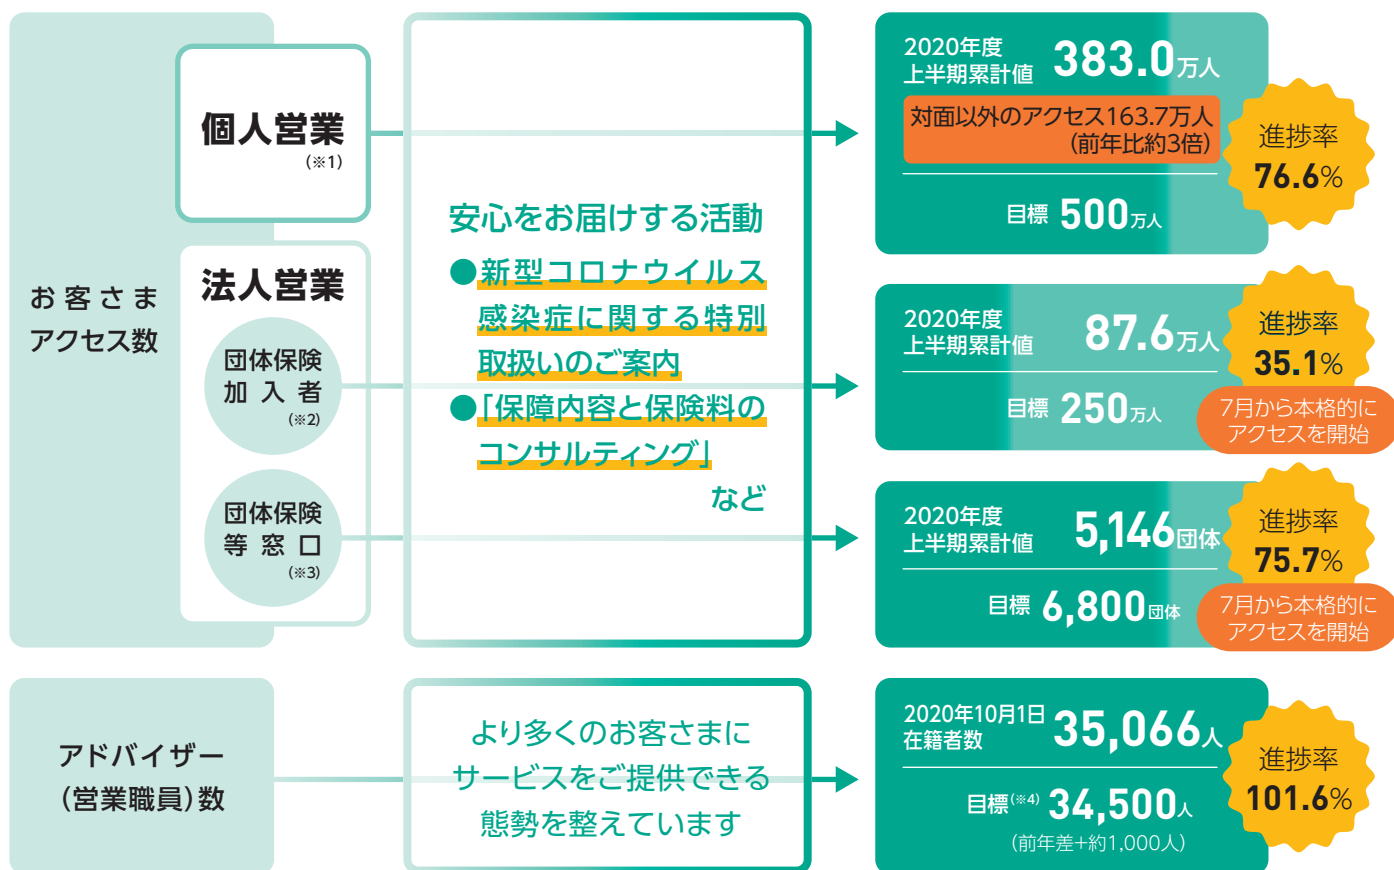 お客さま
アクセス数
個人営業
(※1)
法人営業
団体保険
加入者
(※2)
団体保険
等窓口
(※3)
安心をお届けする活動
●新型コロナウイルス
感染症に関する特別
取扱いのご案内
●「保障内容と保険料の
コンサルティング」
など
2020年度
上半期累計値 383.0万人
対面以外のアクセス163.7万人
(前年比約3倍)
目標 500万人
進捗率
76.6%
2020年度
上半期累計値 87.6万人
目標 250万人
進捗率
35.1%
7月から本格的に
アクセスを開始
2020年度
上半期累計値 5,146団体
目標 6,800団体
進捗率
75.7%
7月から本格的に
アクセスを開始
アドバイザー
(営業職員)数
より多くのお客さまに
サービスをご提供できる
態勢を整えています
2020年10月1日
在籍者数 35,066人
目標(※4) 34,500人
(前年差+約1,000人)
進捗率
101.6%